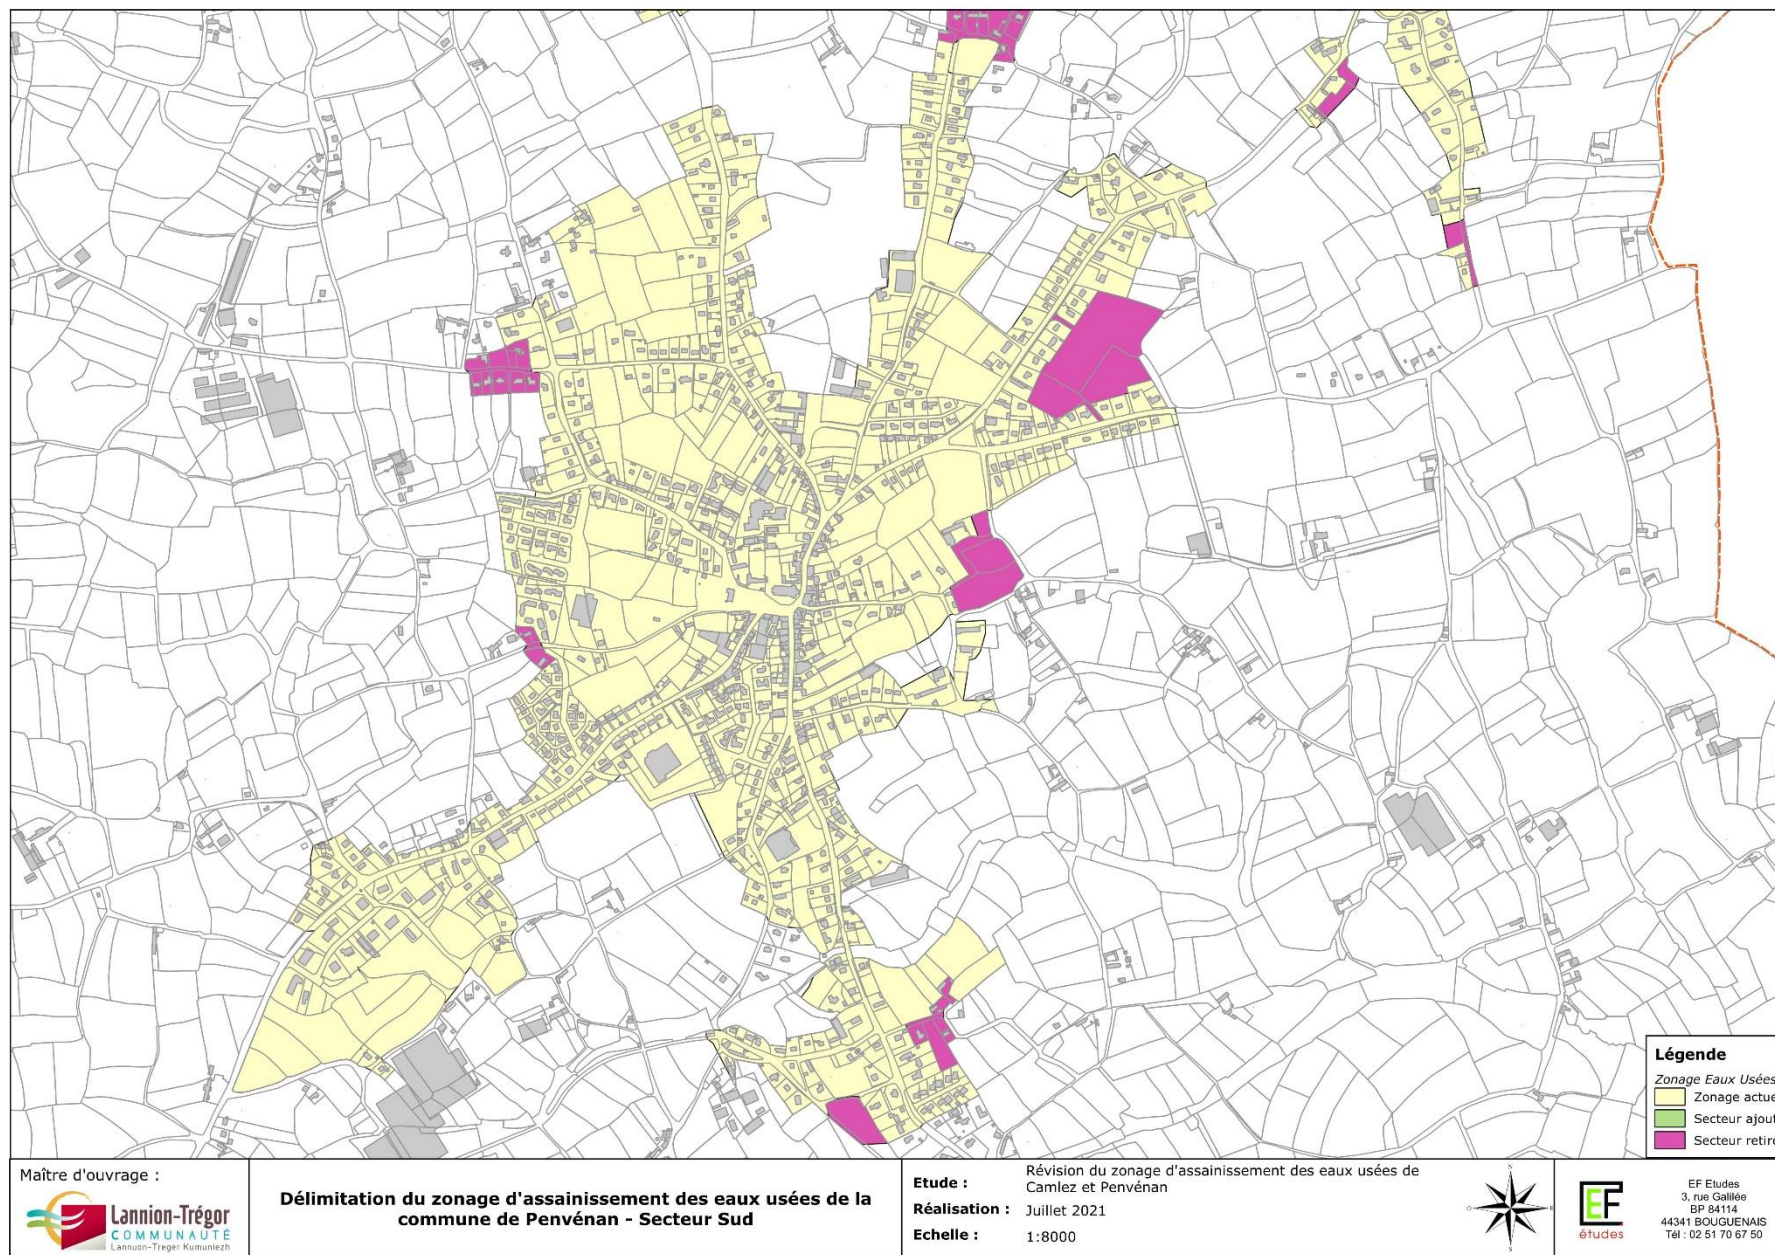 Légende
Zonage Eaux Usées
Zonage actue
Secteur ajout
Secteur retiré
Maître d'ouvrage :
Lannion-Trégor
COMMUNAUTÉ
Lannuon-Treger Kumuniezh
Délimitation du zonage d'assainissement des eaux usées de la
commune de Penvénan - Secteur Sud
Etude : Révision du zonage d'assainissement des eaux usées de
Camlez et Penvénan
Réalisation : Juillet 2021
Echelle : 1:8000
N
E
S
O
EF
études
EF Etudes
3, rue Galilée
BP 84114
44341 BOUGUENAIS
Tél : 02 51 70 67 50